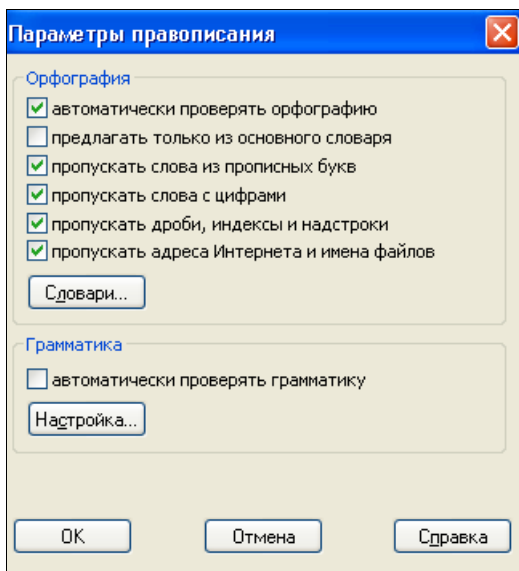 Параметры правописания
Орфография
автоматически проверять орфографию
предлагать только из основного словаря
пропускать слова из прописных букв
пропускать слова с цифрами
пропускать дроби, индексы и надстроки
пропускать адреса Интернета и имена файлов
Словари...
Грамматика
автоматически проверять грамматику
Настройка...
OK Отмена Справка